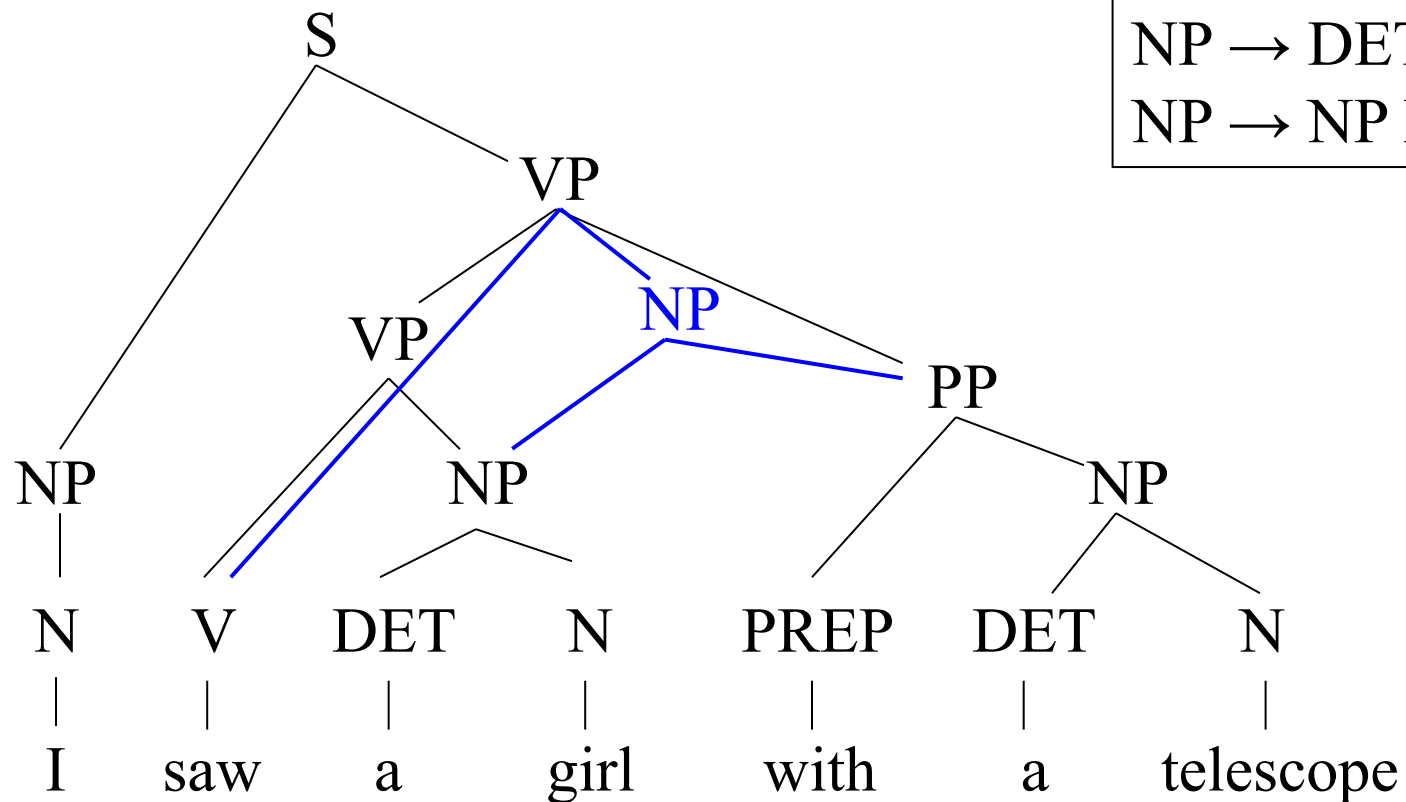 S
NP → DET
NP → NP
VP
NP
VP
PP
NP NP NP
N V DET N PREP DET N
I saw a girl with a telescope